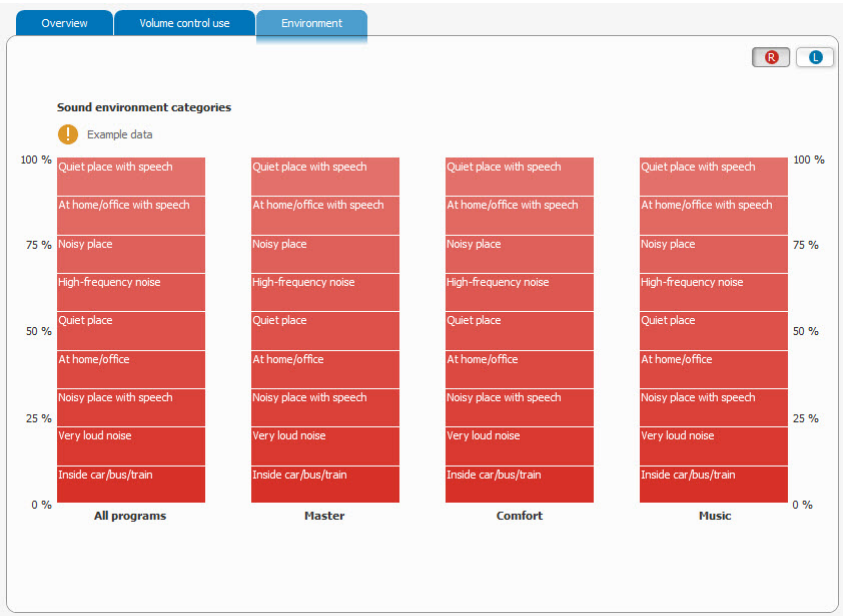 Overview Volume control use Environment
R L
Sound environment categories
! Example data
100 % Quiet place with speech Quiet place with speech Quiet place with speech Quiet place with speech 100 %
At home/office with speech At home/office with speech At home/office with speech At home/office with speech
75 % Noisy place Noisy place Noisy place Noisy place 75 %
High-frequency noise High-frequency noise High-frequency noise High-frequency noise
50 % Quiet place Quiet place Quiet place Quiet place 50 %
At home/office At home/office At home/office At home/office
Noisy place with speech Noisy place with speech Noisy place with speech Noisy place with speech
25 % 25 %
Very loud noise Very loud noise Very loud noise Very loud noise
Inside car/bus/train Inside car/bus/train Inside car/bus/train Inside car/bus/train
0 % 0 %
All programs Master Comfort Music